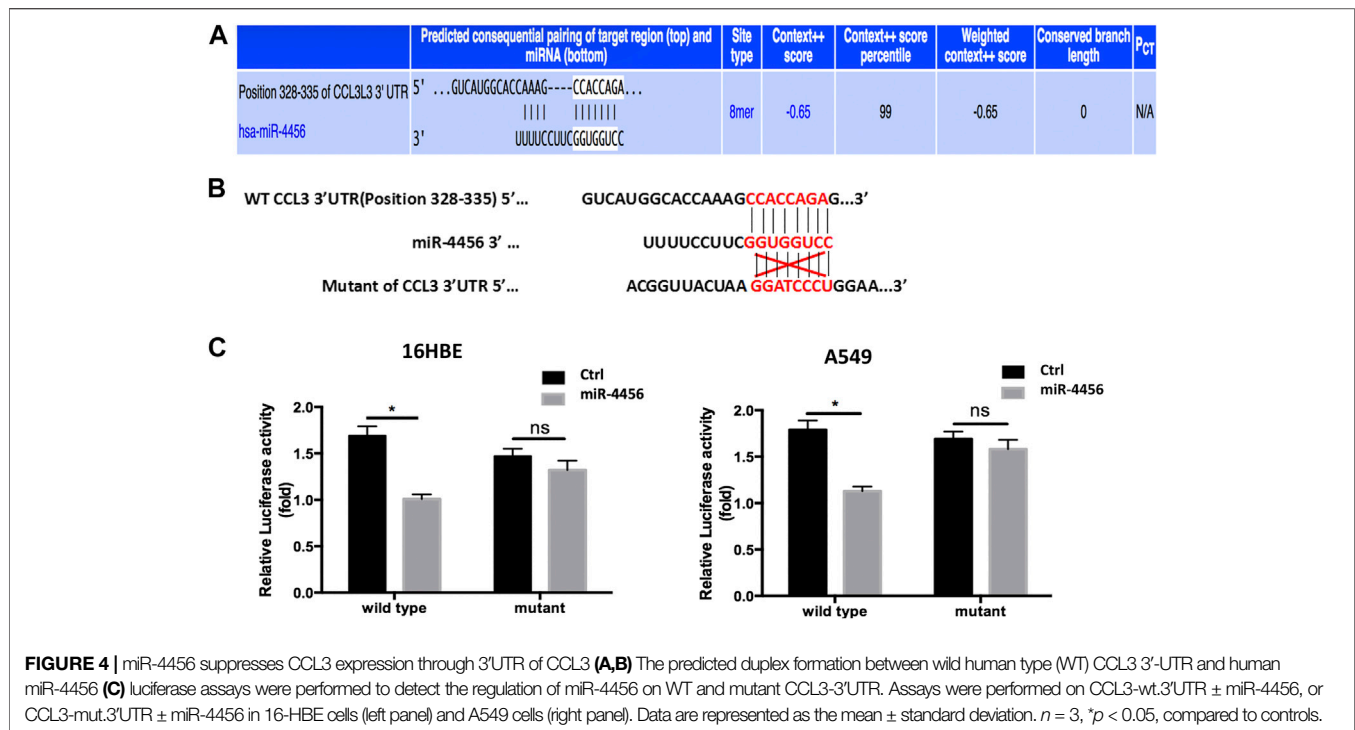 A
Predicted consequential pairing of target region (top) and miRNA (bottom)
Site type
Context++ score
Context++ score percentile
Weighted context++ score
Conserved branch length
PCT
Position 328-335 of CCL3L3 3' UTR 5' ...GUCAUGGCACCAAAG----CCACCAGA...
hsa-miR-4456 3' UUUUCCUUCGGUGGUCC
8mer
-0.65
99
-0.65
0
N/A
B
WT CCL3 3'UTR(Position 328-335) 5'... GUCAUGGCACCAAAGCCACCAGAG...3'
miR-4456 3' ... UUUUCCUUCGGUGGUCC
Mutant of CCL3 3'UTR 5'... ACGGUUACUAA GGATCCCUGGAA...3'
C
16HBE
Ctrl
miR-4456
Relative Luciferase activity (fold)
2.0
1.5
1.0
0.5
0.0
*
ns
wild type
mutant
A549
Ctrl
miR-4456
Relative Luciferase activity (fold)
2.0
1.5
1.0
0.5
0.0
*
ns
wild type
mutant
FIGURE 4 | miR-4456 suppresses CCL3 expression through 3′UTR of CCL3 (A,B) The predicted duplex formation between wild human type (WT) CCL3 3′-UTR and human
miR-4456 (C) luciferase assays were performed to detect the regulation of miR-4456 on WT and mutant CCL3-3′UTR. Assays were performed on CCL3-wt.3′UTR ± miR-4456, or
CCL3-mut.3′UTR ± miR-4456 in 16-HBE cells (left panel) and A549 cells (right panel). Data are represented as the mean ± standard deviation. n = 3, *p < 0.05, compared to controls.